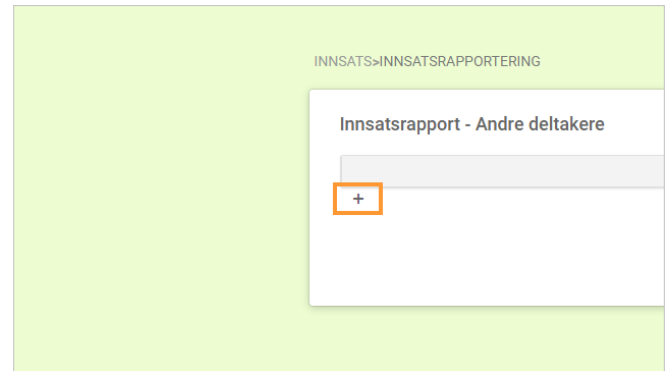 INNSATS>INNSATSRAPPORTERING
Innsatsrapport - Andre deltakere
+